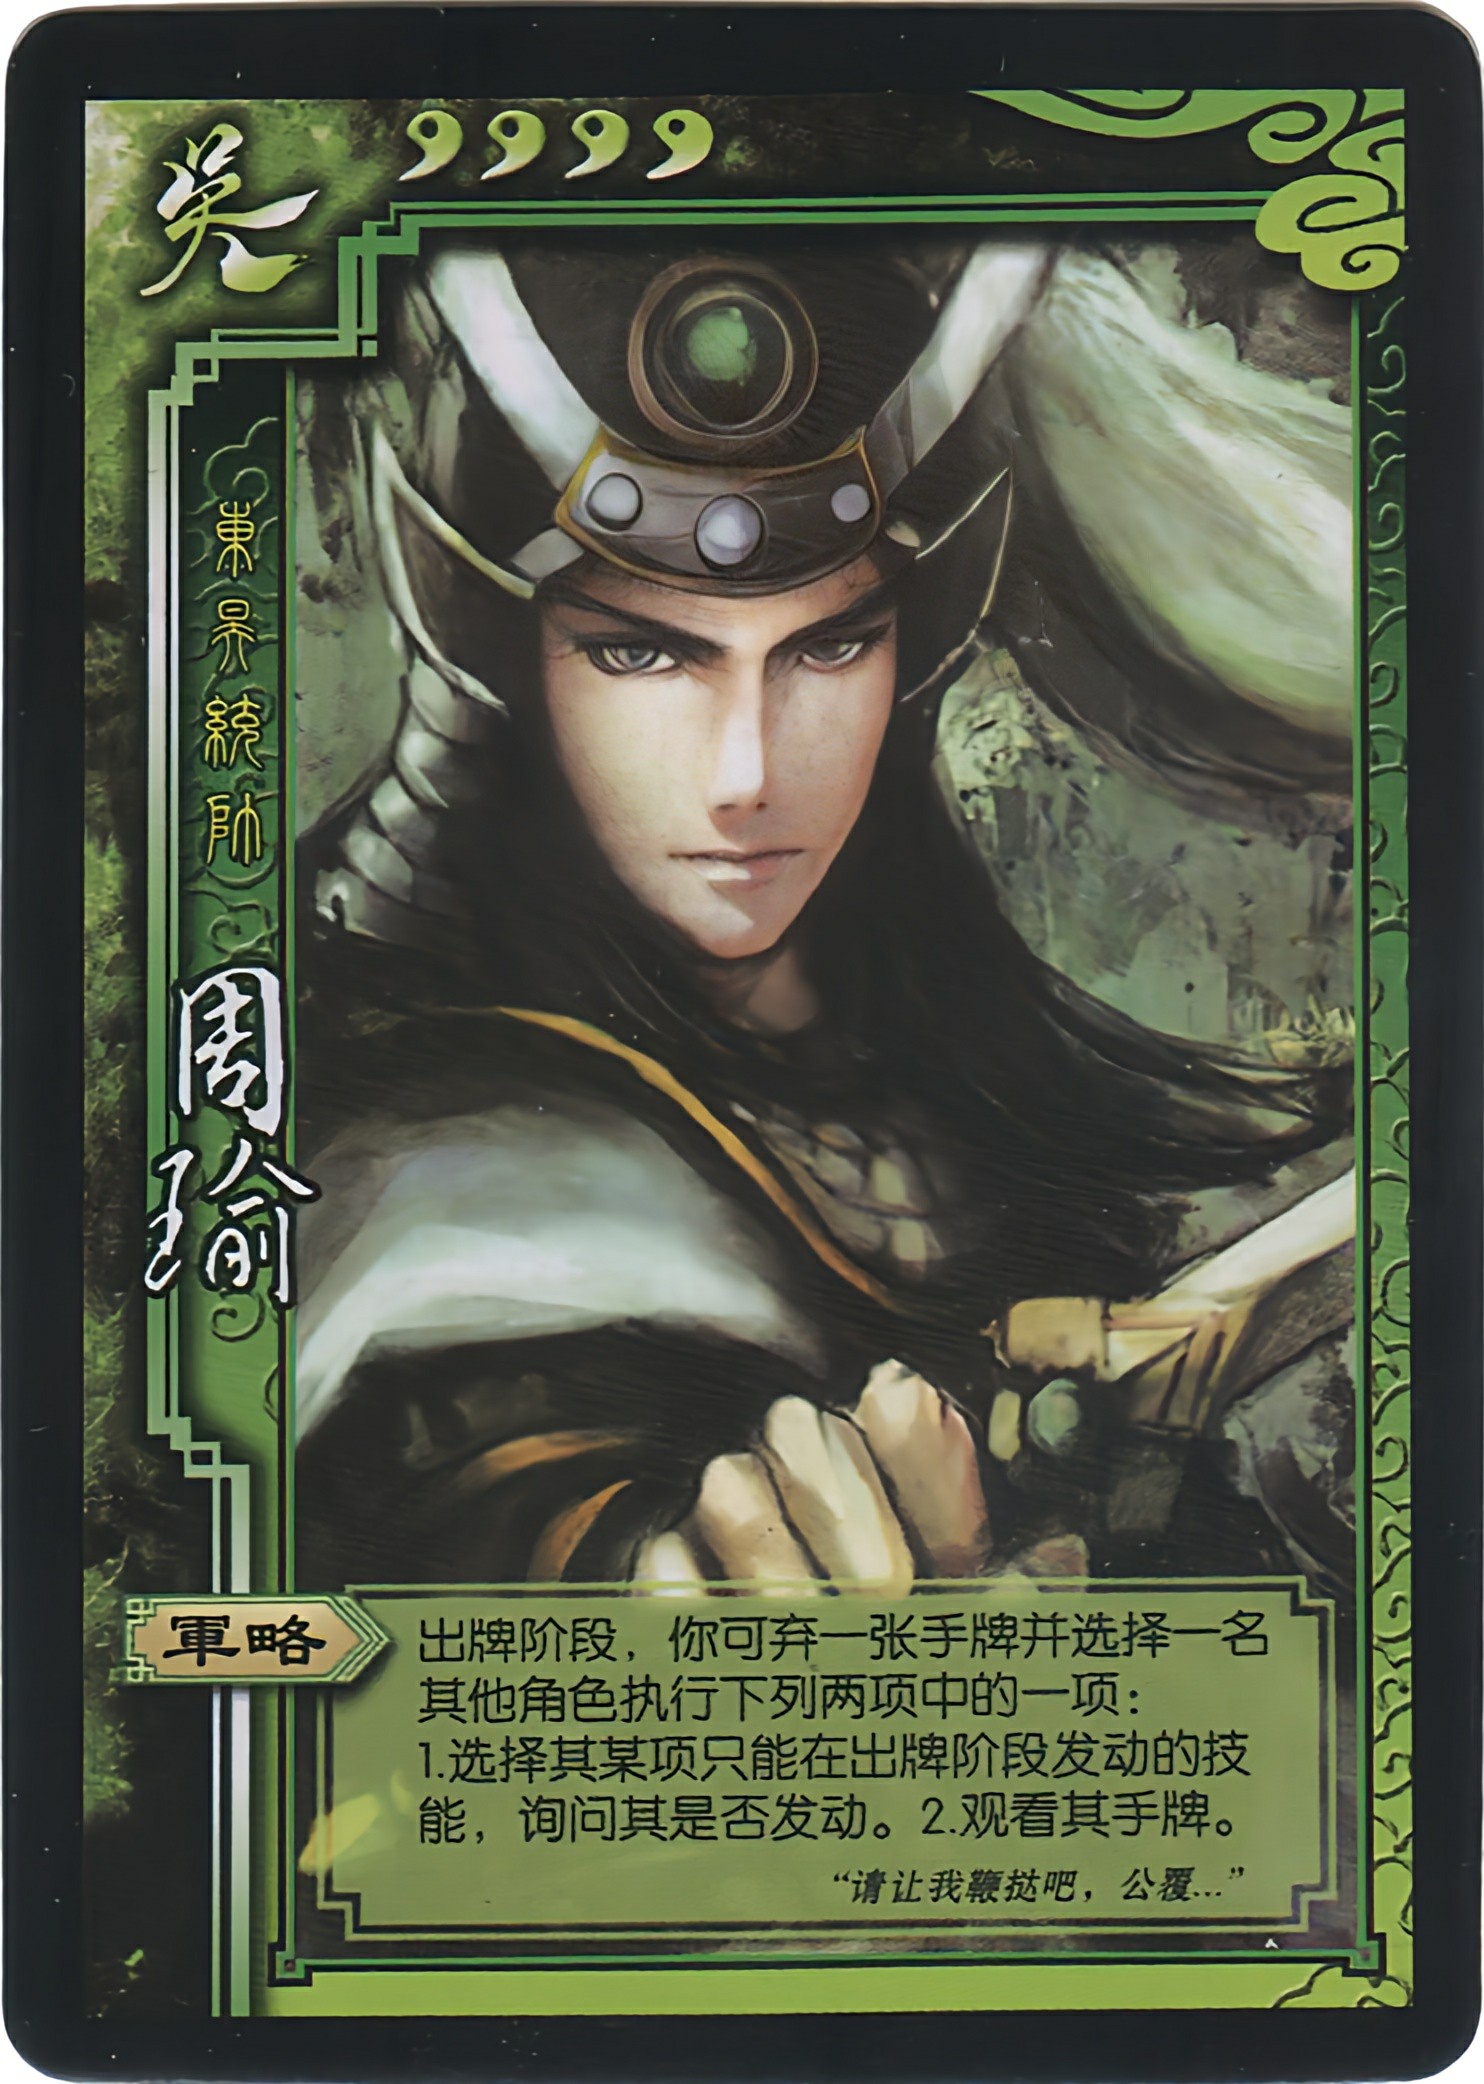 吳
東吳統帥
周瑜
軍略
出牌阶段，你可弃一张手牌并选择一名
其他角色执行下列两项中的一项：
1.选择其某项只能在出牌阶段发动的技
能，询问其是否发动。2.观看其手牌。
“请让我鞭挞吧，公覆...”